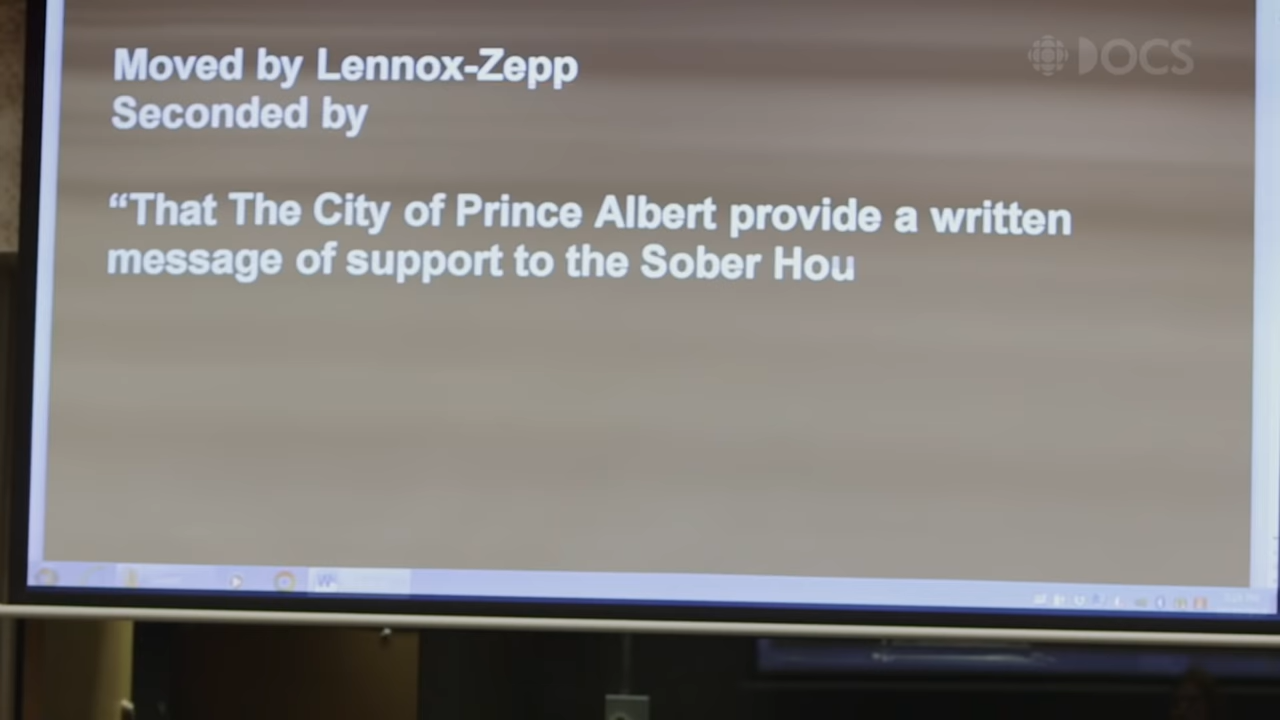 DOCS
Moved by Lennox-Zepp
Seconded by
“That The City of Prince Albert provide a written
message of support to the Sober Hou